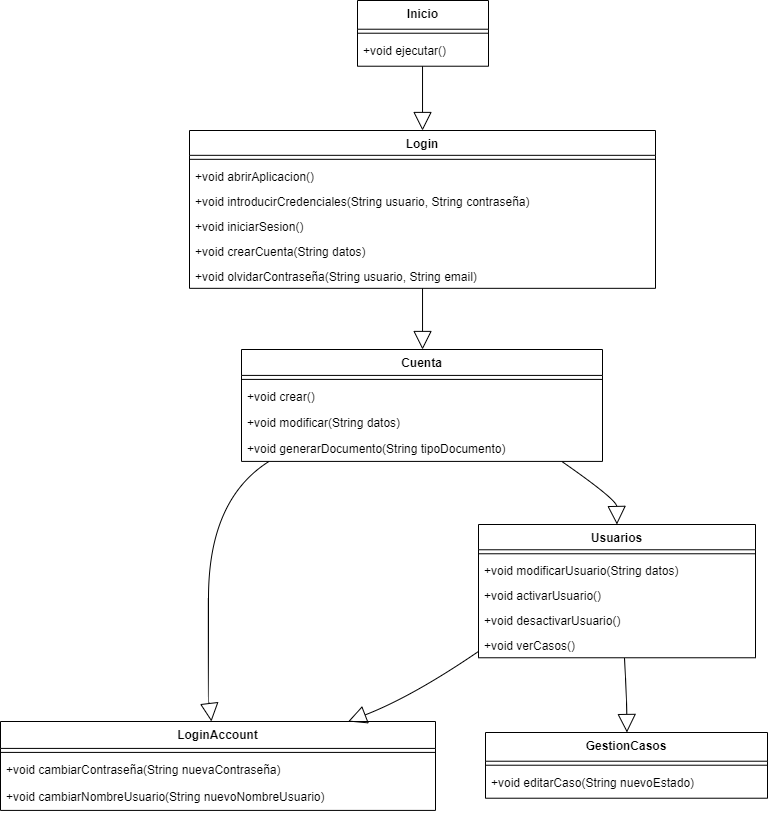 Inicio
+void ejecutar()
Login
+void abrirAplicacion()
+void introducirCredenciales(String usuario, String contraseña)
+void iniciarSesion()
+void crearCuenta(String datos)
+void olvidarContraseña(String usuario, String email)
Cuenta
+void crear()
+void modificar(String datos)
+void generarDocumento(String tipoDocumento)
Usuarios
+void modificarUsuario(String datos)
+void activarUsuario()
+void desactivarUsuario()
+void verCasos()
LoginAccount
+void cambiarContraseña(String nuevaContraseña)
+void cambiarNombreUsuario(String nuevoNombreUsuario)
GestionCasos
+void editarCaso(String nuevoEstado)